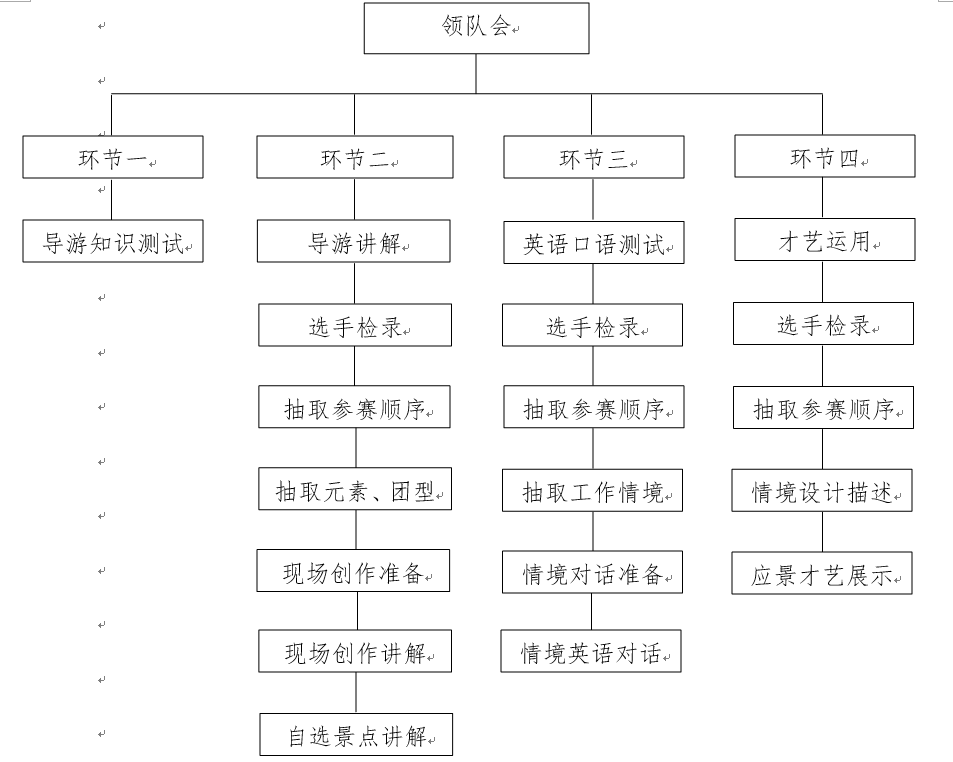 领队会
环节一
环节二
环节三
环节四
导游知识测试
导游讲解
英语口语测试
才艺运用
选手检录
选手检录
选手检录
抽取参赛顺序
抽取参赛顺序
抽取参赛顺序
抽取元素、团型
抽取工作情境
情境设计描述
现场创作准备
情境对话准备
应景才艺展示
现场创作讲解
情境英语对话
自选景点讲解